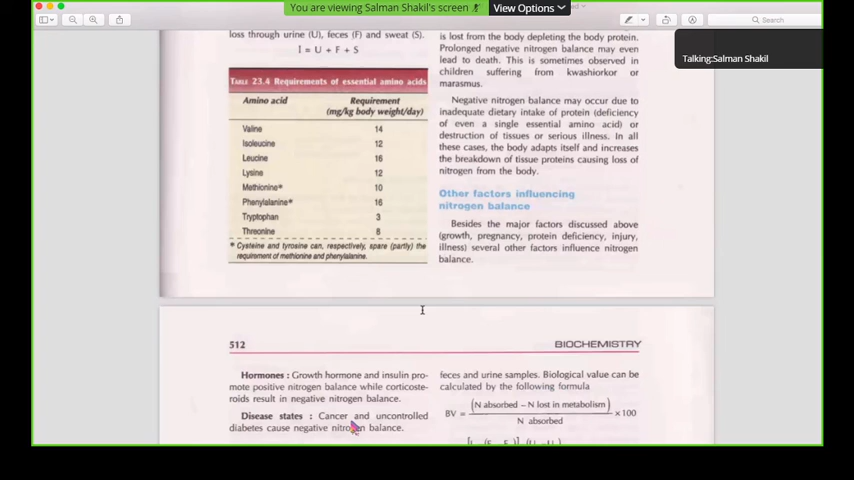 You are viewing Salman Shakil's screen
View Options
Search
Talking:Salman Shakil
loss through urine (U), feces (F) and sweat (S).
I = U + F + S
TABLE 23.4 Requirements of essential amino acids
Amino acid Requirement
(mg/kg body weight/day)
Valine 14
Isoleucine 12
Leucine 16
Lysine 12
Methionine* 10
Phenylalanine* 16
Tryptophan 3
Threonine 8
* Cysteine and tyrosine can, respectively, spare (partly) the
requirement of methionine and phenylalanine.
is lost from the body depleting the body protein.
Prolonged negative nitrogen balance may even
lead to death. This is sometimes observed in
children suffering from kwashiorkor or
marasmus.
Negative nitrogen balance may occur due to
inadequate dietary intake of protein (deficiency
of even a single essential amino acid) or
destruction of tissues or serious illness. In all
these cases, the body adapts itself and increases
the breakdown of tissue proteins causing loss of
nitrogen from the body.
Other factors influencing
nitrogen balance
Besides the major factors discussed above
(growth, pregnancy, protein deficiency, injury,
illness) several other factors influence nitrogen
balance.
512 BIOCHEMISTRY
Hormones : Growth hormone and insulin pro-
mote positive nitrogen balance while corticoste-
roids result in negative nitrogen balance.
Disease states : Cancer and uncontrolled
diabetes cause negative nitrogen balance.
feces and urine samples. Biological value can be
calculated by the following formula
BV = (N absorbed – N lost in metabolism) ×100
N absorbed